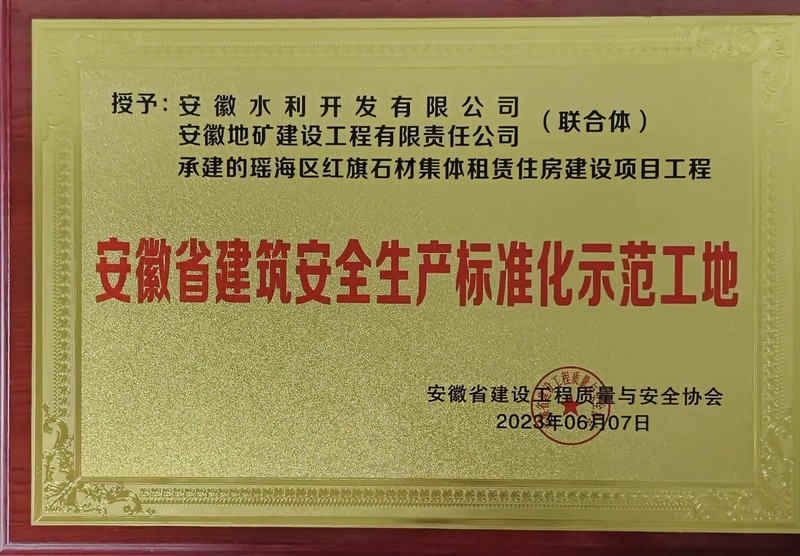 授予：安徽水利开发有限公司
安徽地矿建设工程有限责任公司
（联合体）
承建的瑶海区红旗石材集体租赁住房建设项目工程
安徽省建筑安全生产标准化示范工地
安徽省建设工程质量与安全协会
2023年06月07日